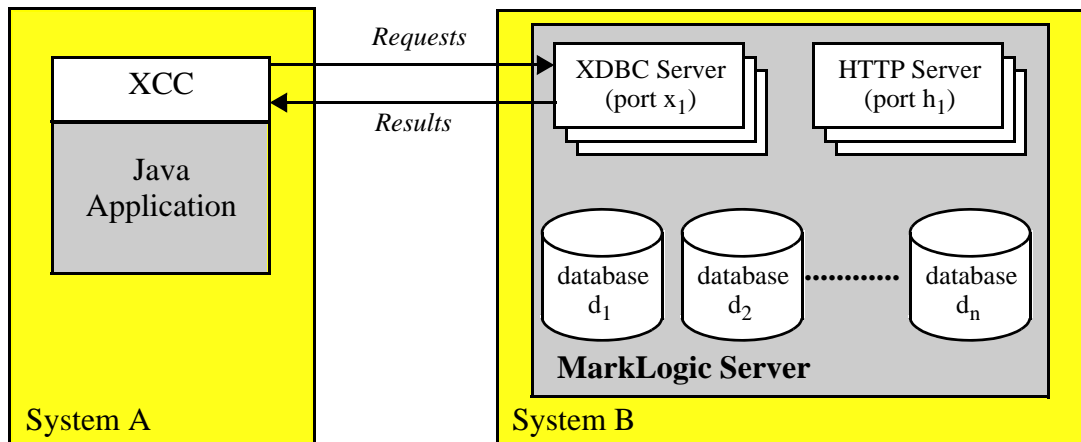 XCC
Java
Application
System A
Requests
Results
XDBC Server
(port x1)
HTTP Server
(port h1)
database
d1
database
d2
database
dn
MarkLogic Server
System B